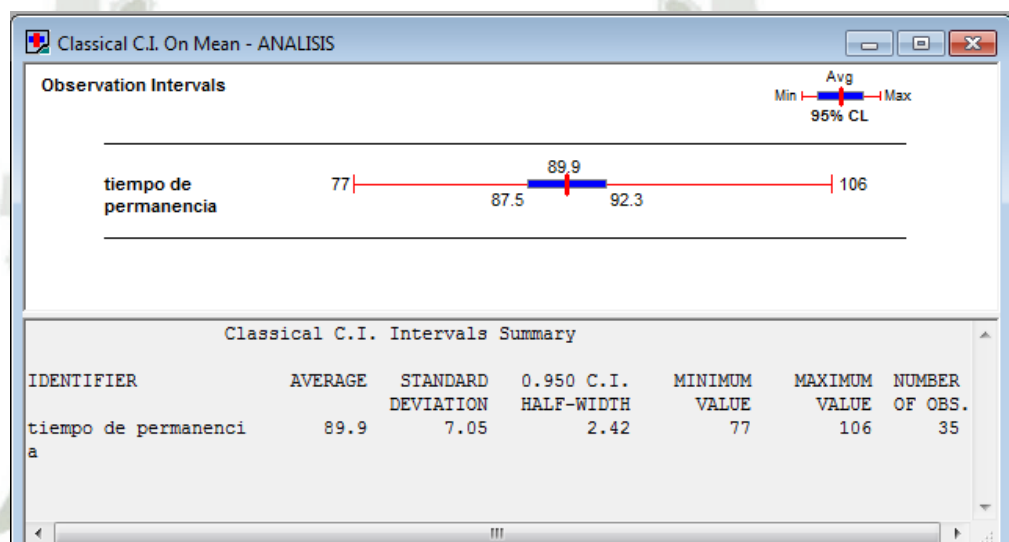 Classical C.I. On Mean - ANALISIS
Observation Intervals
Avg
Min
Max
95% CL
tiempo de
permanencia
77
89.9
106
87.5
92.3
Classical C.I. Intervals Summary
IDENTIFIER AVERAGE STANDARD 0.950 C.I. MINIMUM MAXIMUM NUMBER
DEVIATION HALF-WIDTH VALUE VALUE OF OBS.
tiempo de permanenci 89.9 7.05 2.42 77 106 35
a